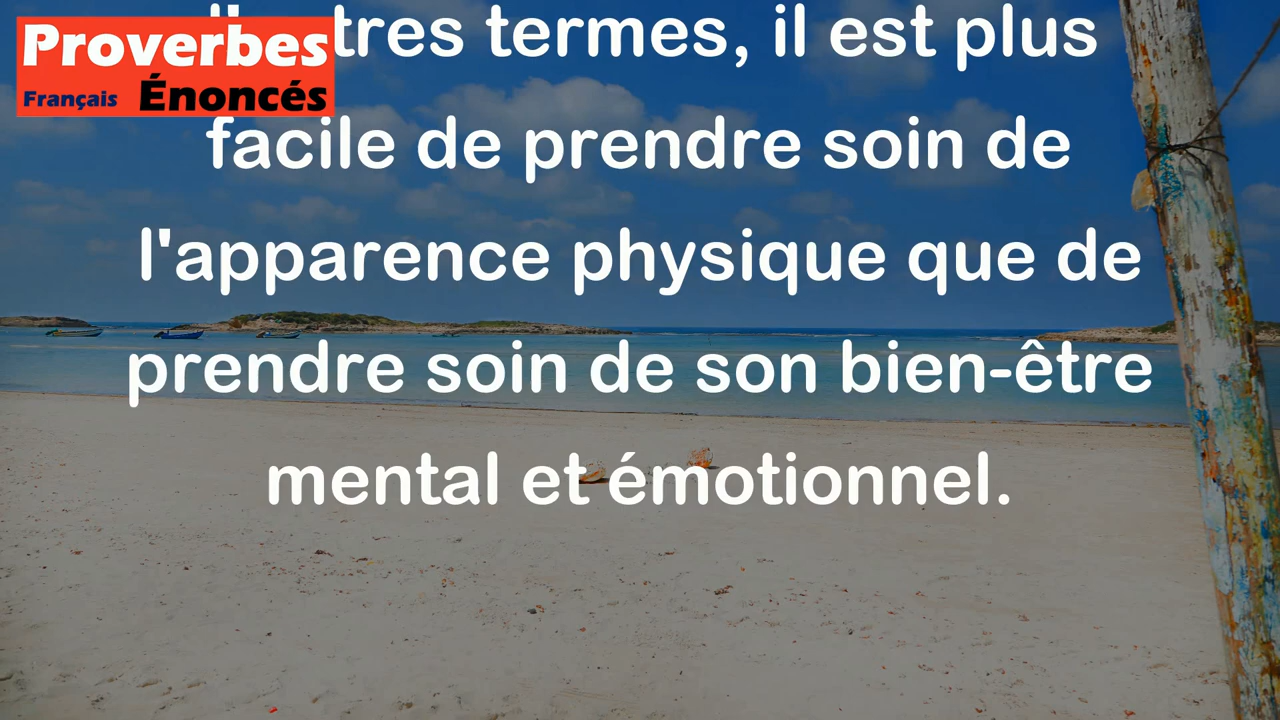 Proverbes
Français Énoncés
termes, il est plus
facile de prendre soin de
l'apparence physique que de
prendre soin de son bien-être
mental et émotionnel.